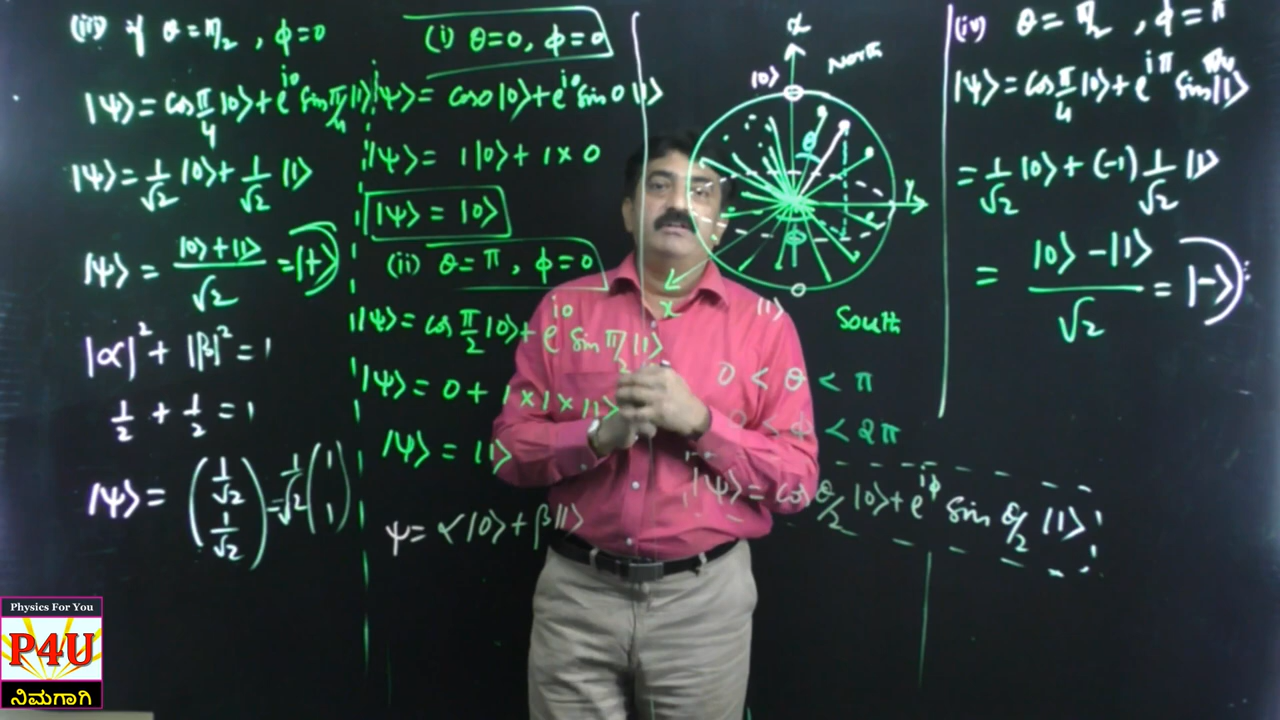 (iii) if θ = π/2 , ϕ = 0
|ψ⟩ = cos π/4 |0⟩ + e^{i0} sin π/4 |1⟩
|ψ⟩ = 1/√2 |0⟩ + 1/√2 |1⟩
|ψ⟩ = (|0⟩ + |1⟩)/√2 = |+⟩
|α|² + |β|² = 1
1/2 + 1/2 = 1
|ψ⟩ = (1/√2 1/√2) = 1/√2 (1 1)
(i) θ = 0, ϕ = 0
|ψ⟩ = cos 0 |0⟩ + e^{i0} sin 0 |1⟩
|ψ⟩ = 1 |0⟩ + 1 × 0
|ψ⟩ = |0⟩
(ii) θ = π , ϕ = 0
|ψ⟩ = cos π/2 |0⟩ + e^{i0} sin π/2 |1⟩
|ψ⟩ = 0 + 1 × 1 × |1⟩
|ψ⟩ = |1⟩
ψ = α|0⟩ + β|1⟩
North
|0⟩
θ
Y
x
|1⟩
South
0 < θ < π
0 < ϕ < 2π
|ψ⟩ = cos θ/2 |0⟩ + e^{iϕ} sin θ/2 |1⟩
(iv) θ = π/2 , ϕ = π
|ψ⟩ = cos π/4 |0⟩ + e^{iπ} sin π/4 |1⟩
= 1/√2 |0⟩ + (-1) 1/√2 |1⟩
= (|0⟩ - |1⟩)/√2 = |-⟩
Physics For You
P4U
ನಿಮಗಾಗಿ